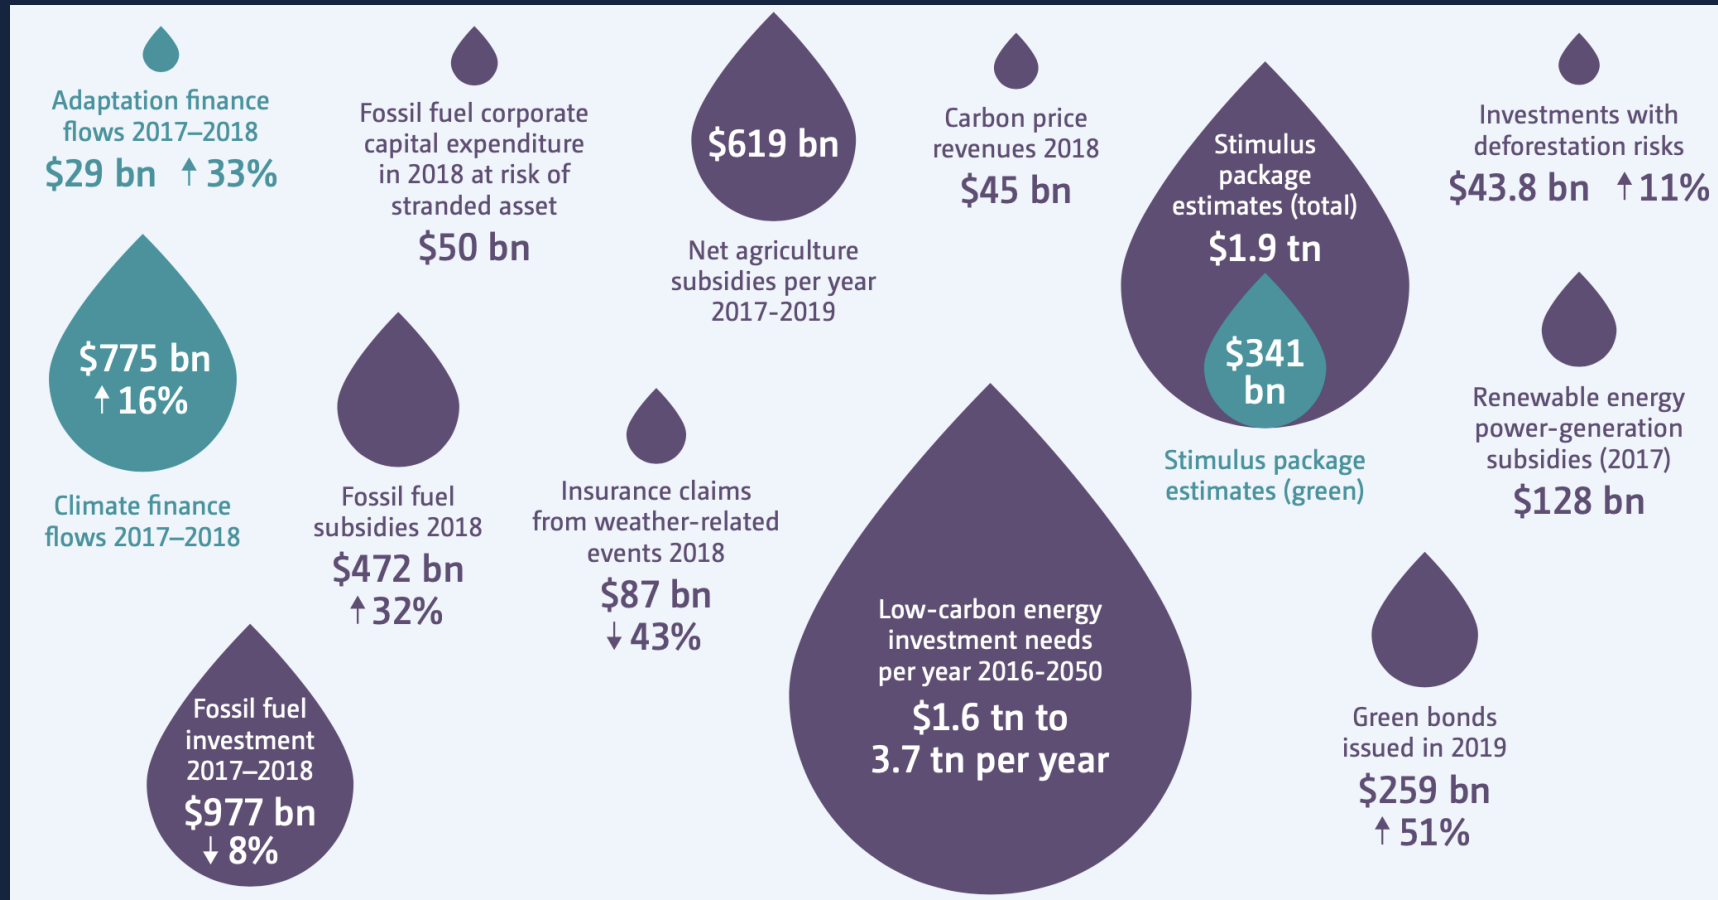 Adaptation finance
flows 2017–2018
$29 bn ↑ 33%
Fossil fuel corporate
capital expenditure
in 2018 at risk of
stranded asset
$50 bn
$619 bn
Net agriculture
subsidies per year
2017-2019
Carbon price
revenues 2018
$45 bn
Stimulus
package
estimates (total)
$1.9 tn
$341
bn
Stimulus package
estimates (green)
Investments with
deforestation risks
$43.8 bn ↑ 11%
$775 bn
↑ 16%
Climate finance
flows 2017–2018
Fossil fuel
subsidies 2018
$472 bn
↑ 32%
Insurance claims
from weather-related
events 2018
$87 bn
↓ 43%
Renewable energy
power-generation
subsidies (2017)
$128 bn
Fossil fuel
investment
2017–2018
$977 bn
↓ 8%
Low-carbon energy
investment needs
per year 2016-2050
$1.6 tn to
3.7 tn per year
Green bonds
issued in 2019
$259 bn
↑ 51%